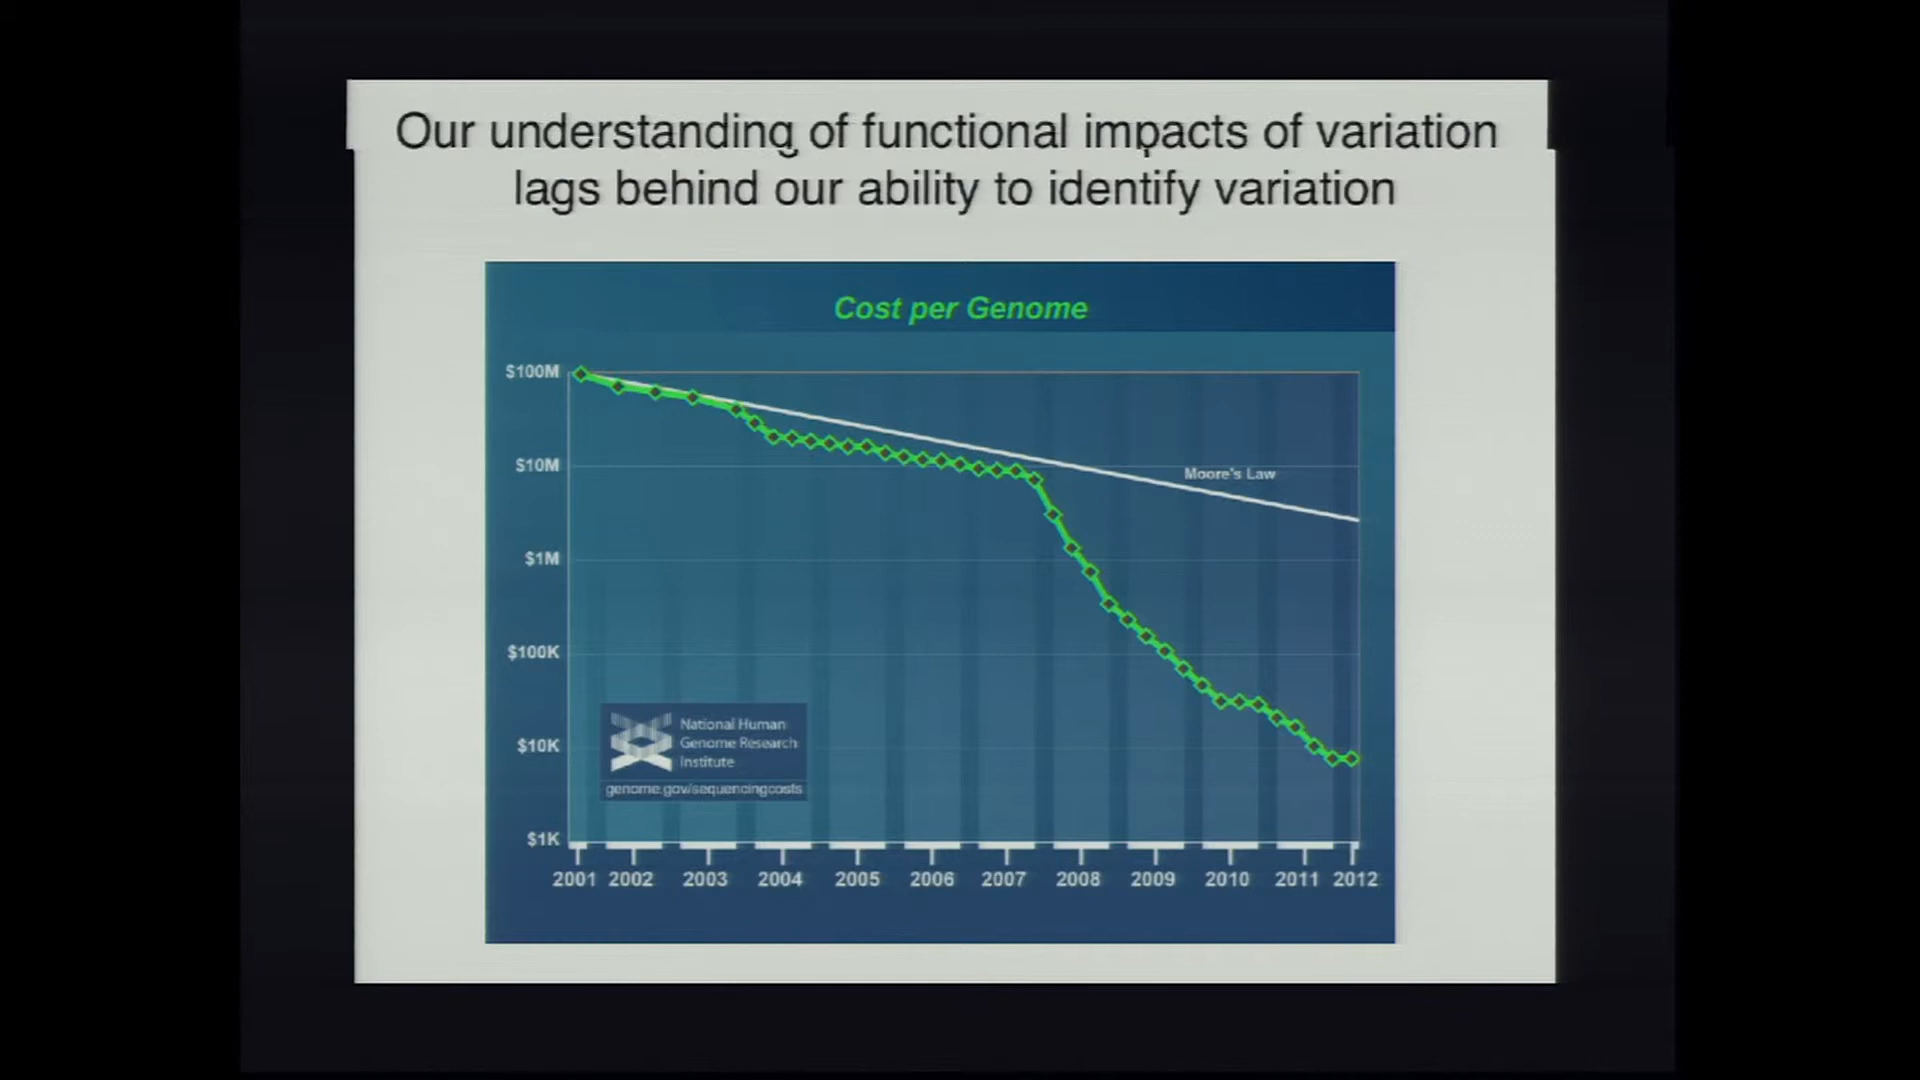 Our understanding of functional impacts of variation
lags behind our ability to identify variation
Cost per Genome
$100M
$10M
$1M
$100K
$10K
$1K
Moore's Law
National Human
Genome Research
Institute
genome.gov/sequencingcosts
2001 2002 2003 2004 2005 2006 2007 2008 2009 2010 2011 2012